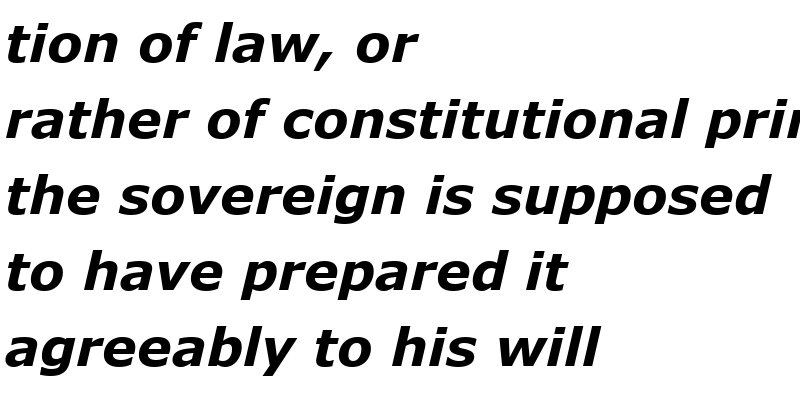 tion of law, or
rather of constitutional
the sovereign is supposed
to have prepared it
agreeably to his will